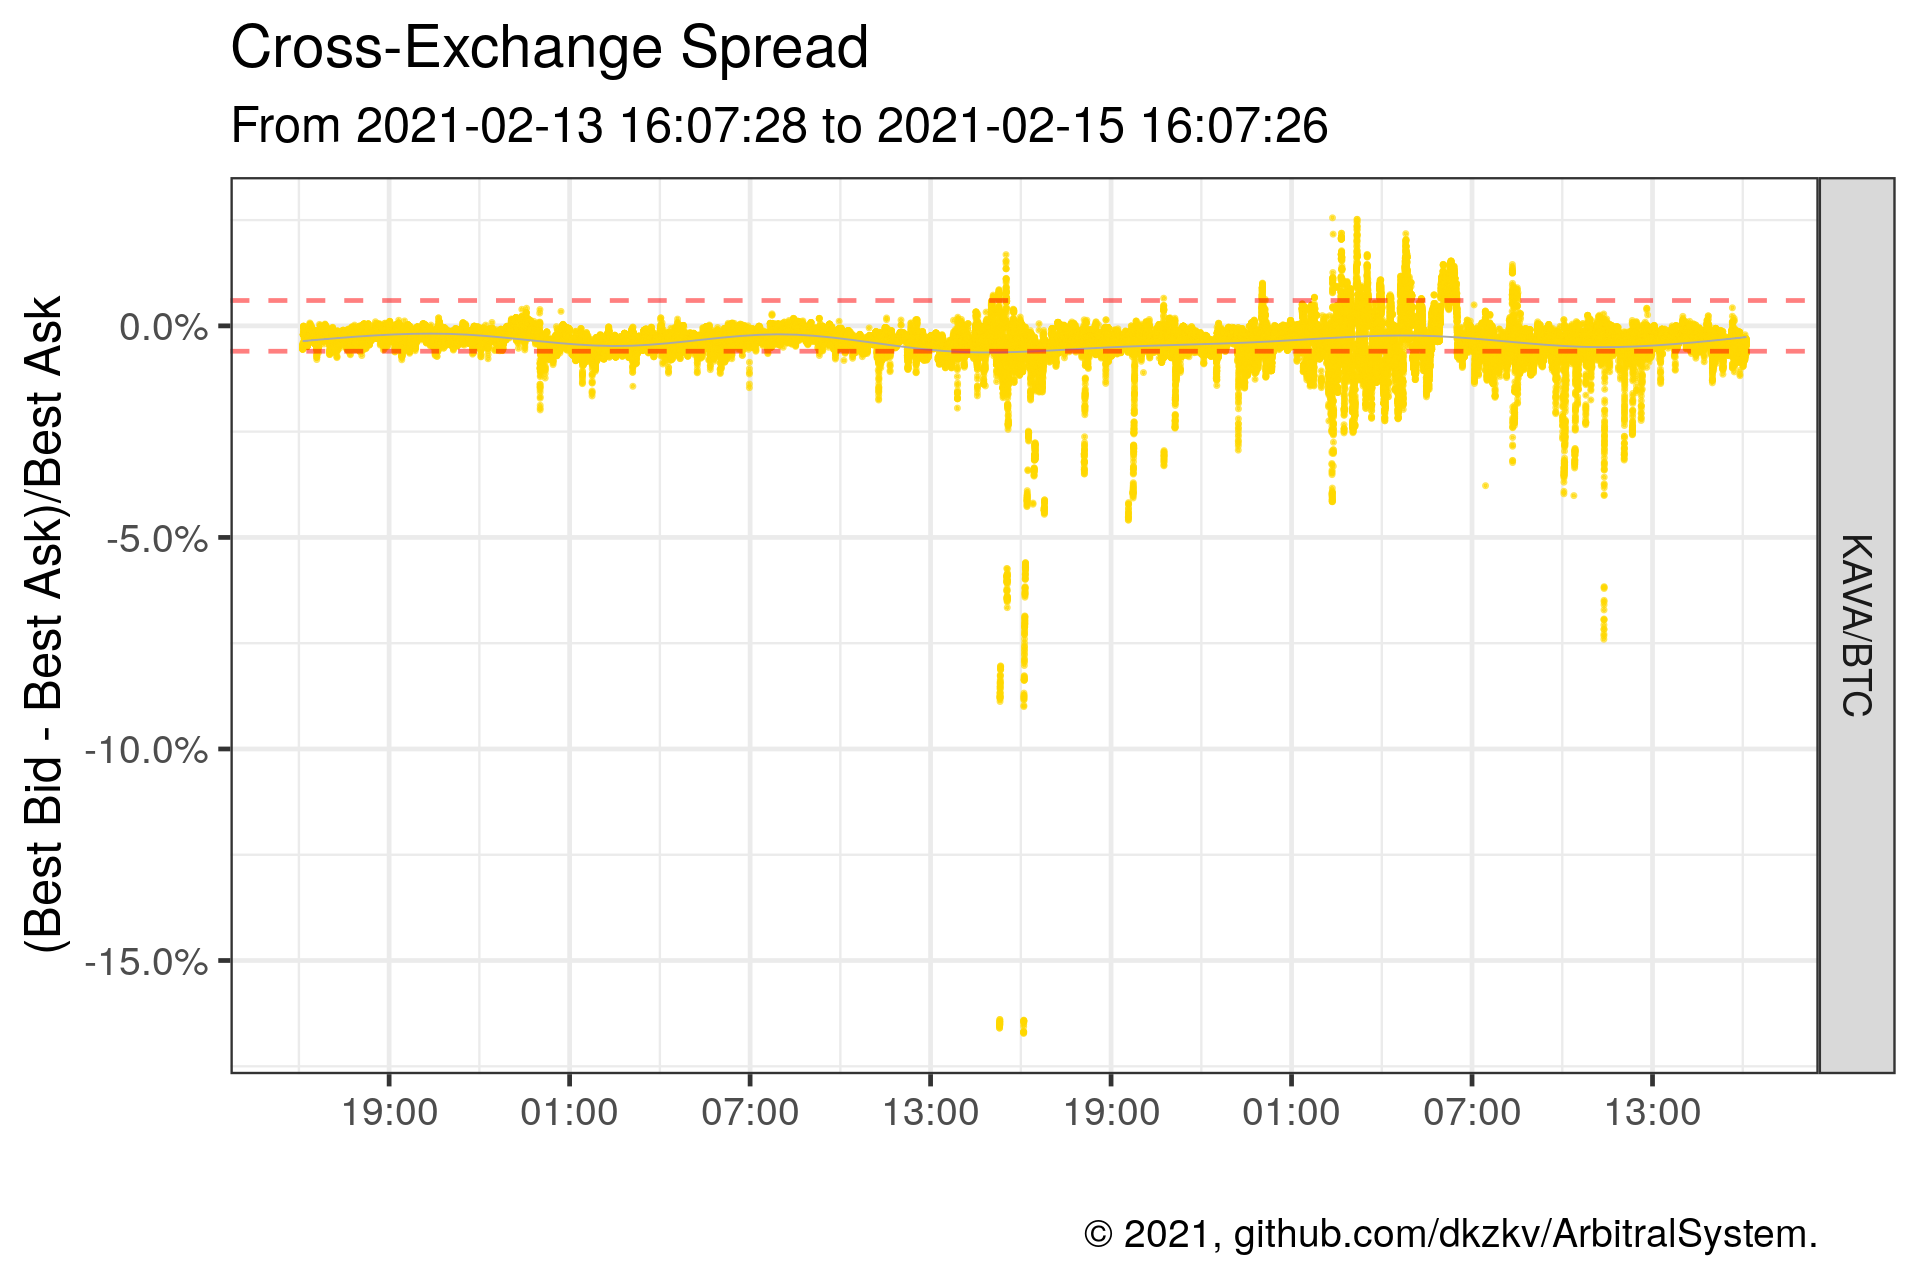 Cross-Exchange Spread
From 2021-02-13 16:07:28 to 2021-02-15 16:07:26
(Best Bid - Best Ask)/Best Ask
0.0%
-5.0%
-10.0%
-15.0%
KAVA/BTC
19:00 01:00 07:00 13:00 19:00 01:00 07:00 13:00
© 2021, github.com/dkzkv/ArbitralSystem.